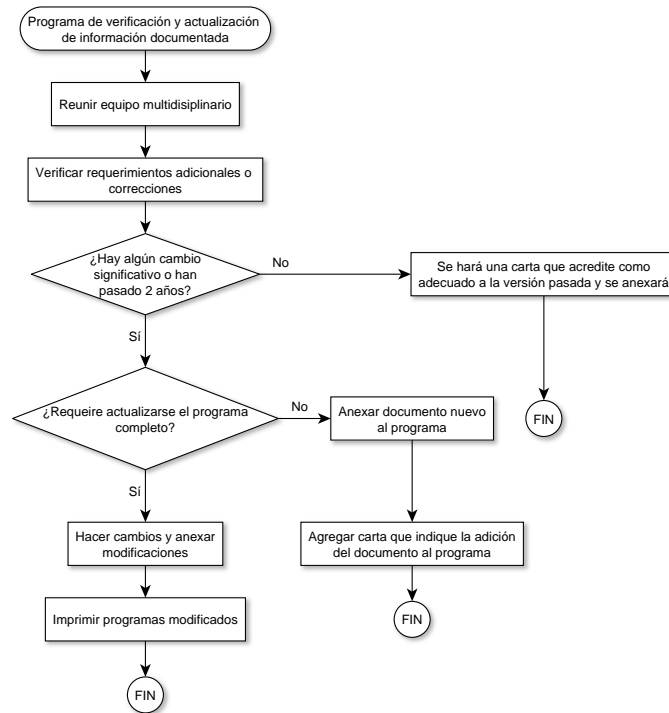 Programa de verificación y actualización
de información documentada
Reunir equipo multidisiplinario
Verificar requerimientos adicionales o
correcciones
¿Hay algún cambio
significativo o han
pasado 2 años?
No
Se hará una carta que acredite como
adecuado a la versión pasada y se anexará
Sí
FIN
¿Requeire actualizarse el programa
completo?
No
Anexar documento nuevo
al programa
Sí
Hacer cambios y anexar
modificaciones
Agregar carta que indique la adición
del documento al programa
Imprimir programas modificados
FIN
FIN